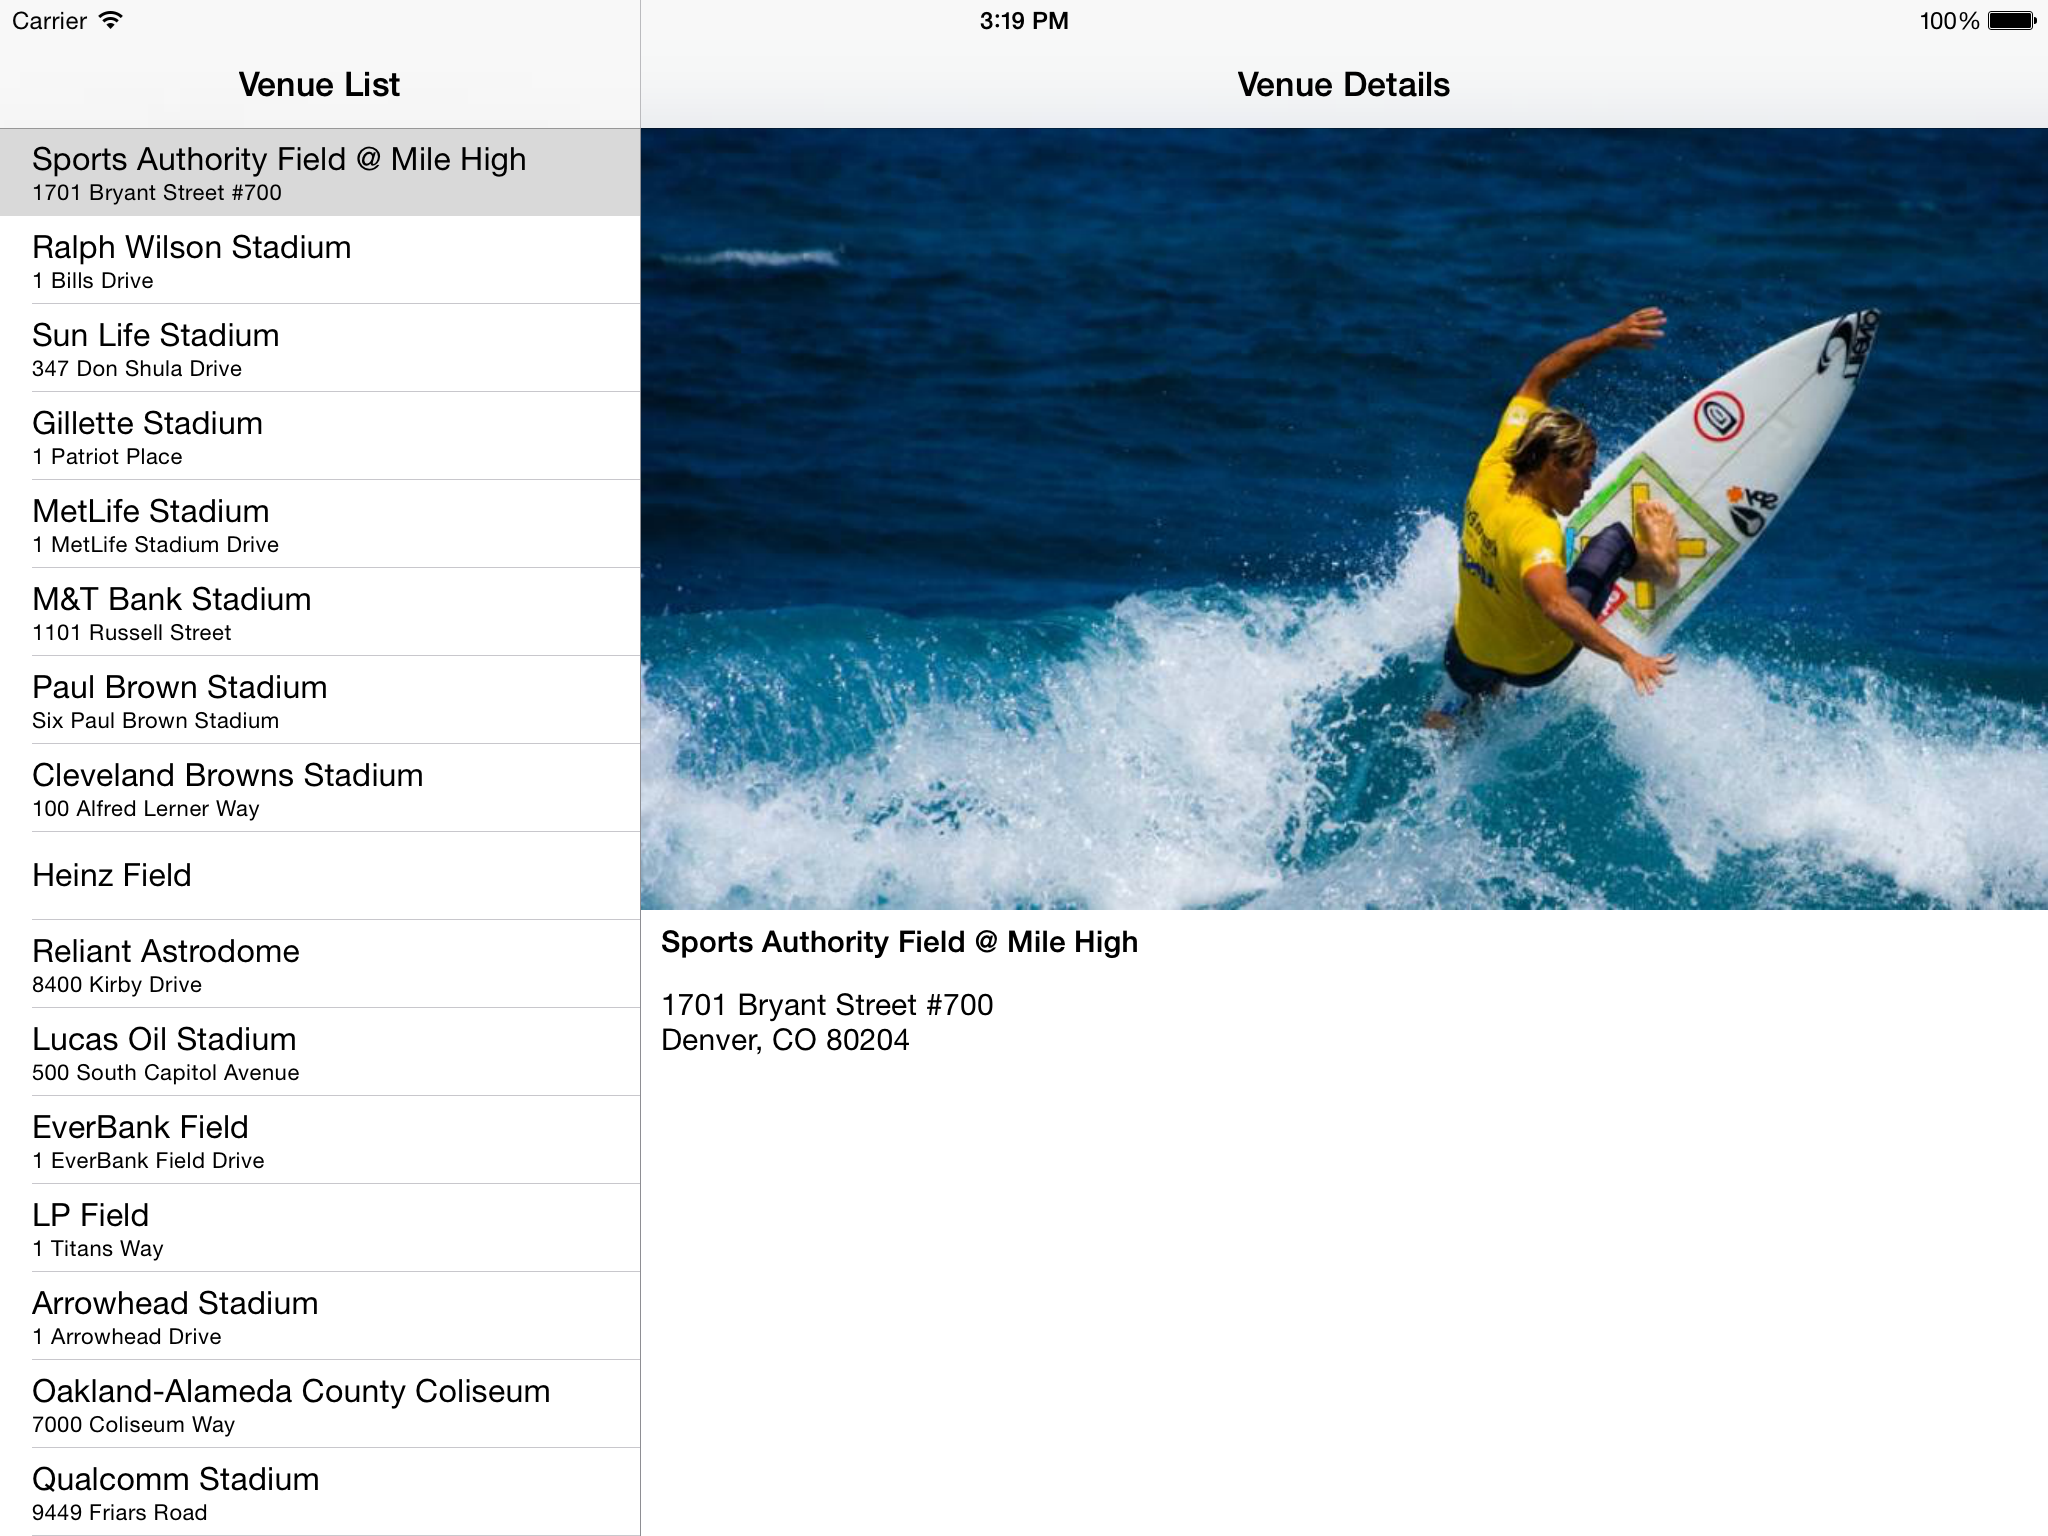 Carrier
3:19 PM
100%
Venue List
Venue Details
Sports Authority Field @ Mile High
1701 Bryant Street #700
Ralph Wilson Stadium
1 Bills Drive
Sun Life Stadium
347 Don Shula Drive
Gillette Stadium
1 Patriot Place
MetLife Stadium
1 MetLife Stadium Drive
M&T Bank Stadium
1101 Russell Street
Paul Brown Stadium
Six Paul Brown Stadium
Cleveland Browns Stadium
100 Alfred Lerner Way
Heinz Field
Reliant Astrodome
8400 Kirby Drive
Lucas Oil Stadium
500 South Capitol Avenue
EverBank Field
1 EverBank Field Drive
LP Field
1 Titans Way
Arrowhead Stadium
1 Arrowhead Drive
Oakland-Alameda County Coliseum
7000 Coliseum Way
Qualcomm Stadium
9449 Friars Road
Sports Authority Field @ Mile High
1701 Bryant Street #700
Denver, CO 80204